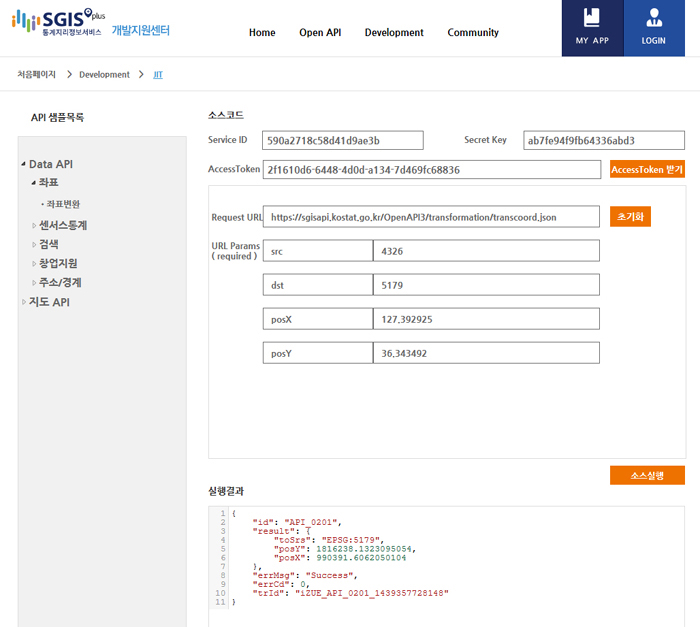 SGIS plus
통계지리정보서비스 개발지원센터
Home Open API Development Community
MY APP LOGIN
처음페이지 Development JIT
API 샘플목록
Data API
좌표
좌표변환
센서스통계
검색
창업지원
주소/경계
지도 API
소스코드
Service ID 590a2718c58d41d9ae3b Secret Key ab7fe94f9fb64336abd3
AccessToken 2f1610d6-6448-4d0d-a134-7d469fc68836 AccessToken 받기
Request URL https://sgisapi.kostat.go.kr/OpenAPI3/transformation/transcoord.json 초기화
URL Params
( required )
src 4326
dst 5179
posX 127.392925
posY 36.343492
소스실행
실행결과
1 {
2 "id": "API_0201",
3 "result": {
4 "toSrs": "EPSG:5179",
5 "posY": 1816238.1323095054,
6 "posX": 990391.6062050104
7 },
8 "errMsg": "Success",
9 "errCd": 0,
10 "trId": "iZUE_API_0201_1439357728148"
11 }